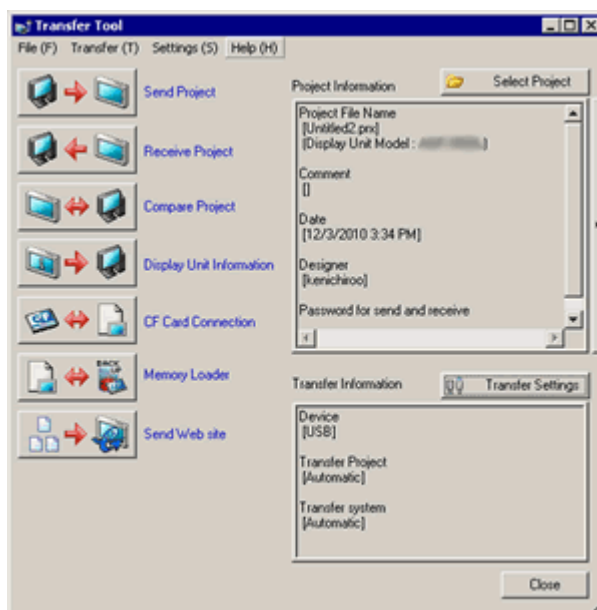 Transfer Tool
File (F) Transfer (T) Settings (S) Help (H)
Send Project
Receive Project
Compare Project
Display Unit Information
CF Card Connection
BACK UP
Memory Loader
Send Web site
Project Information
Select Project
Project File Name
[Untitled2.prx]
(Display Unit Model : )
Comment
[]
Date
[12/3/2010 3:34 PM]
Designer
[kenichiroo]
Password for send and receive
Transfer Information
Transfer Settings
Device
[USB]
Transfer Project
[Automatic]
Transfer system
[Automatic]
Close